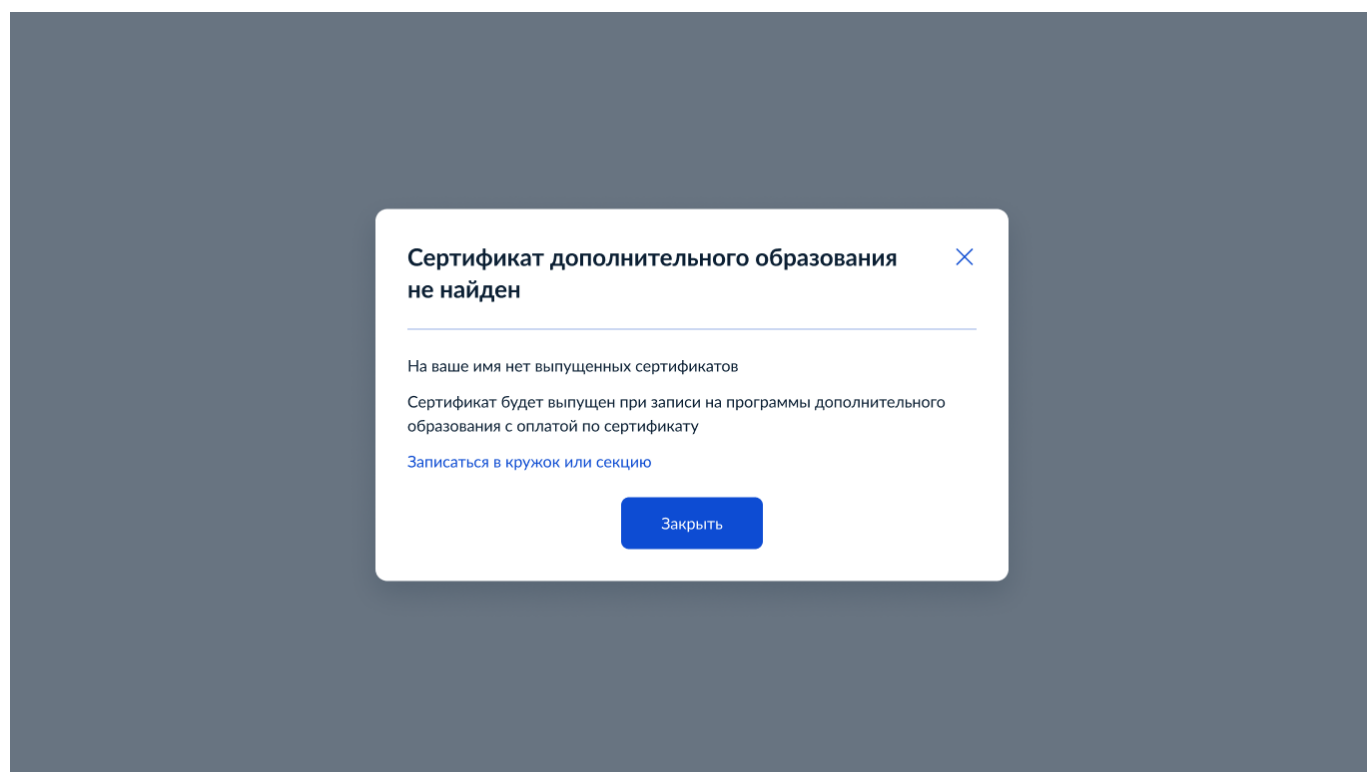 Сертификат дополнительного образования
не найден
На ваше имя нет выпущенных сертификатов
Сертификат будет выпущен при записи на программы дополнительного
образования с оплатой по сертификату
Записаться в кружок или секцию
Закрыть